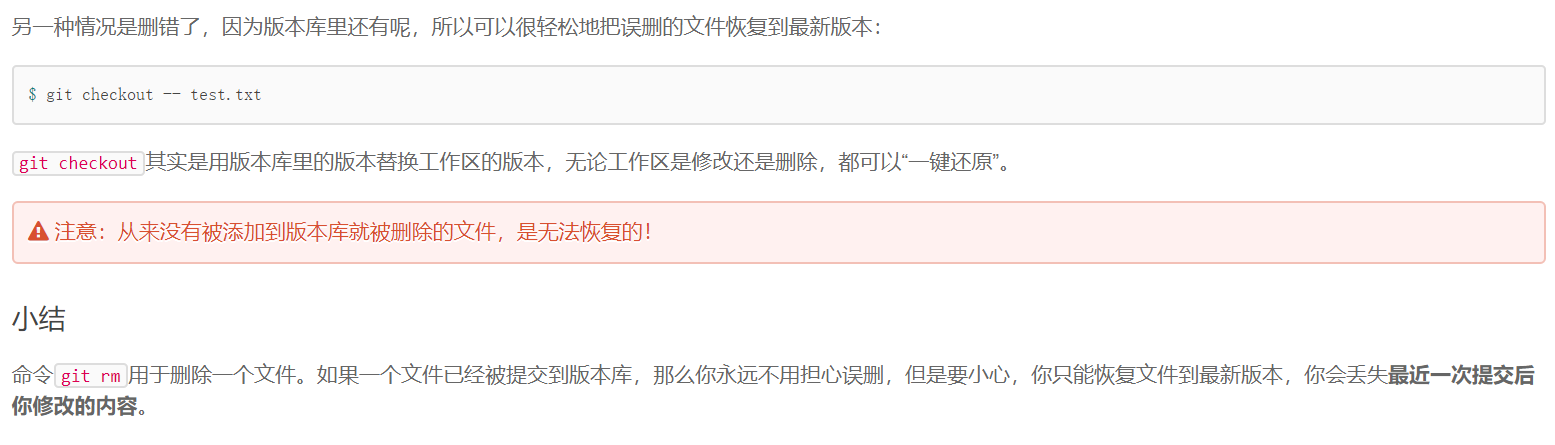 另一种情况是删错了，因为版本库里还有呢，所以可以很轻松地把误删的文件恢复到最新版本：
$ git checkout -- test.txt
git checkout其实是用版本库里的版本替换工作区的版本，无论工作区是修改还是删除，都可以“一键还原”。
注意：从来没有被添加到版本库就被删除的文件，是无法恢复的！
小结
命令git rm用于删除一个文件。如果一个文件已经被提交到版本库，那么你永远不用担心误删，但是要小心，你只能恢复文件到最新版本，你会丢失最近一次提交后
你修改的内容。